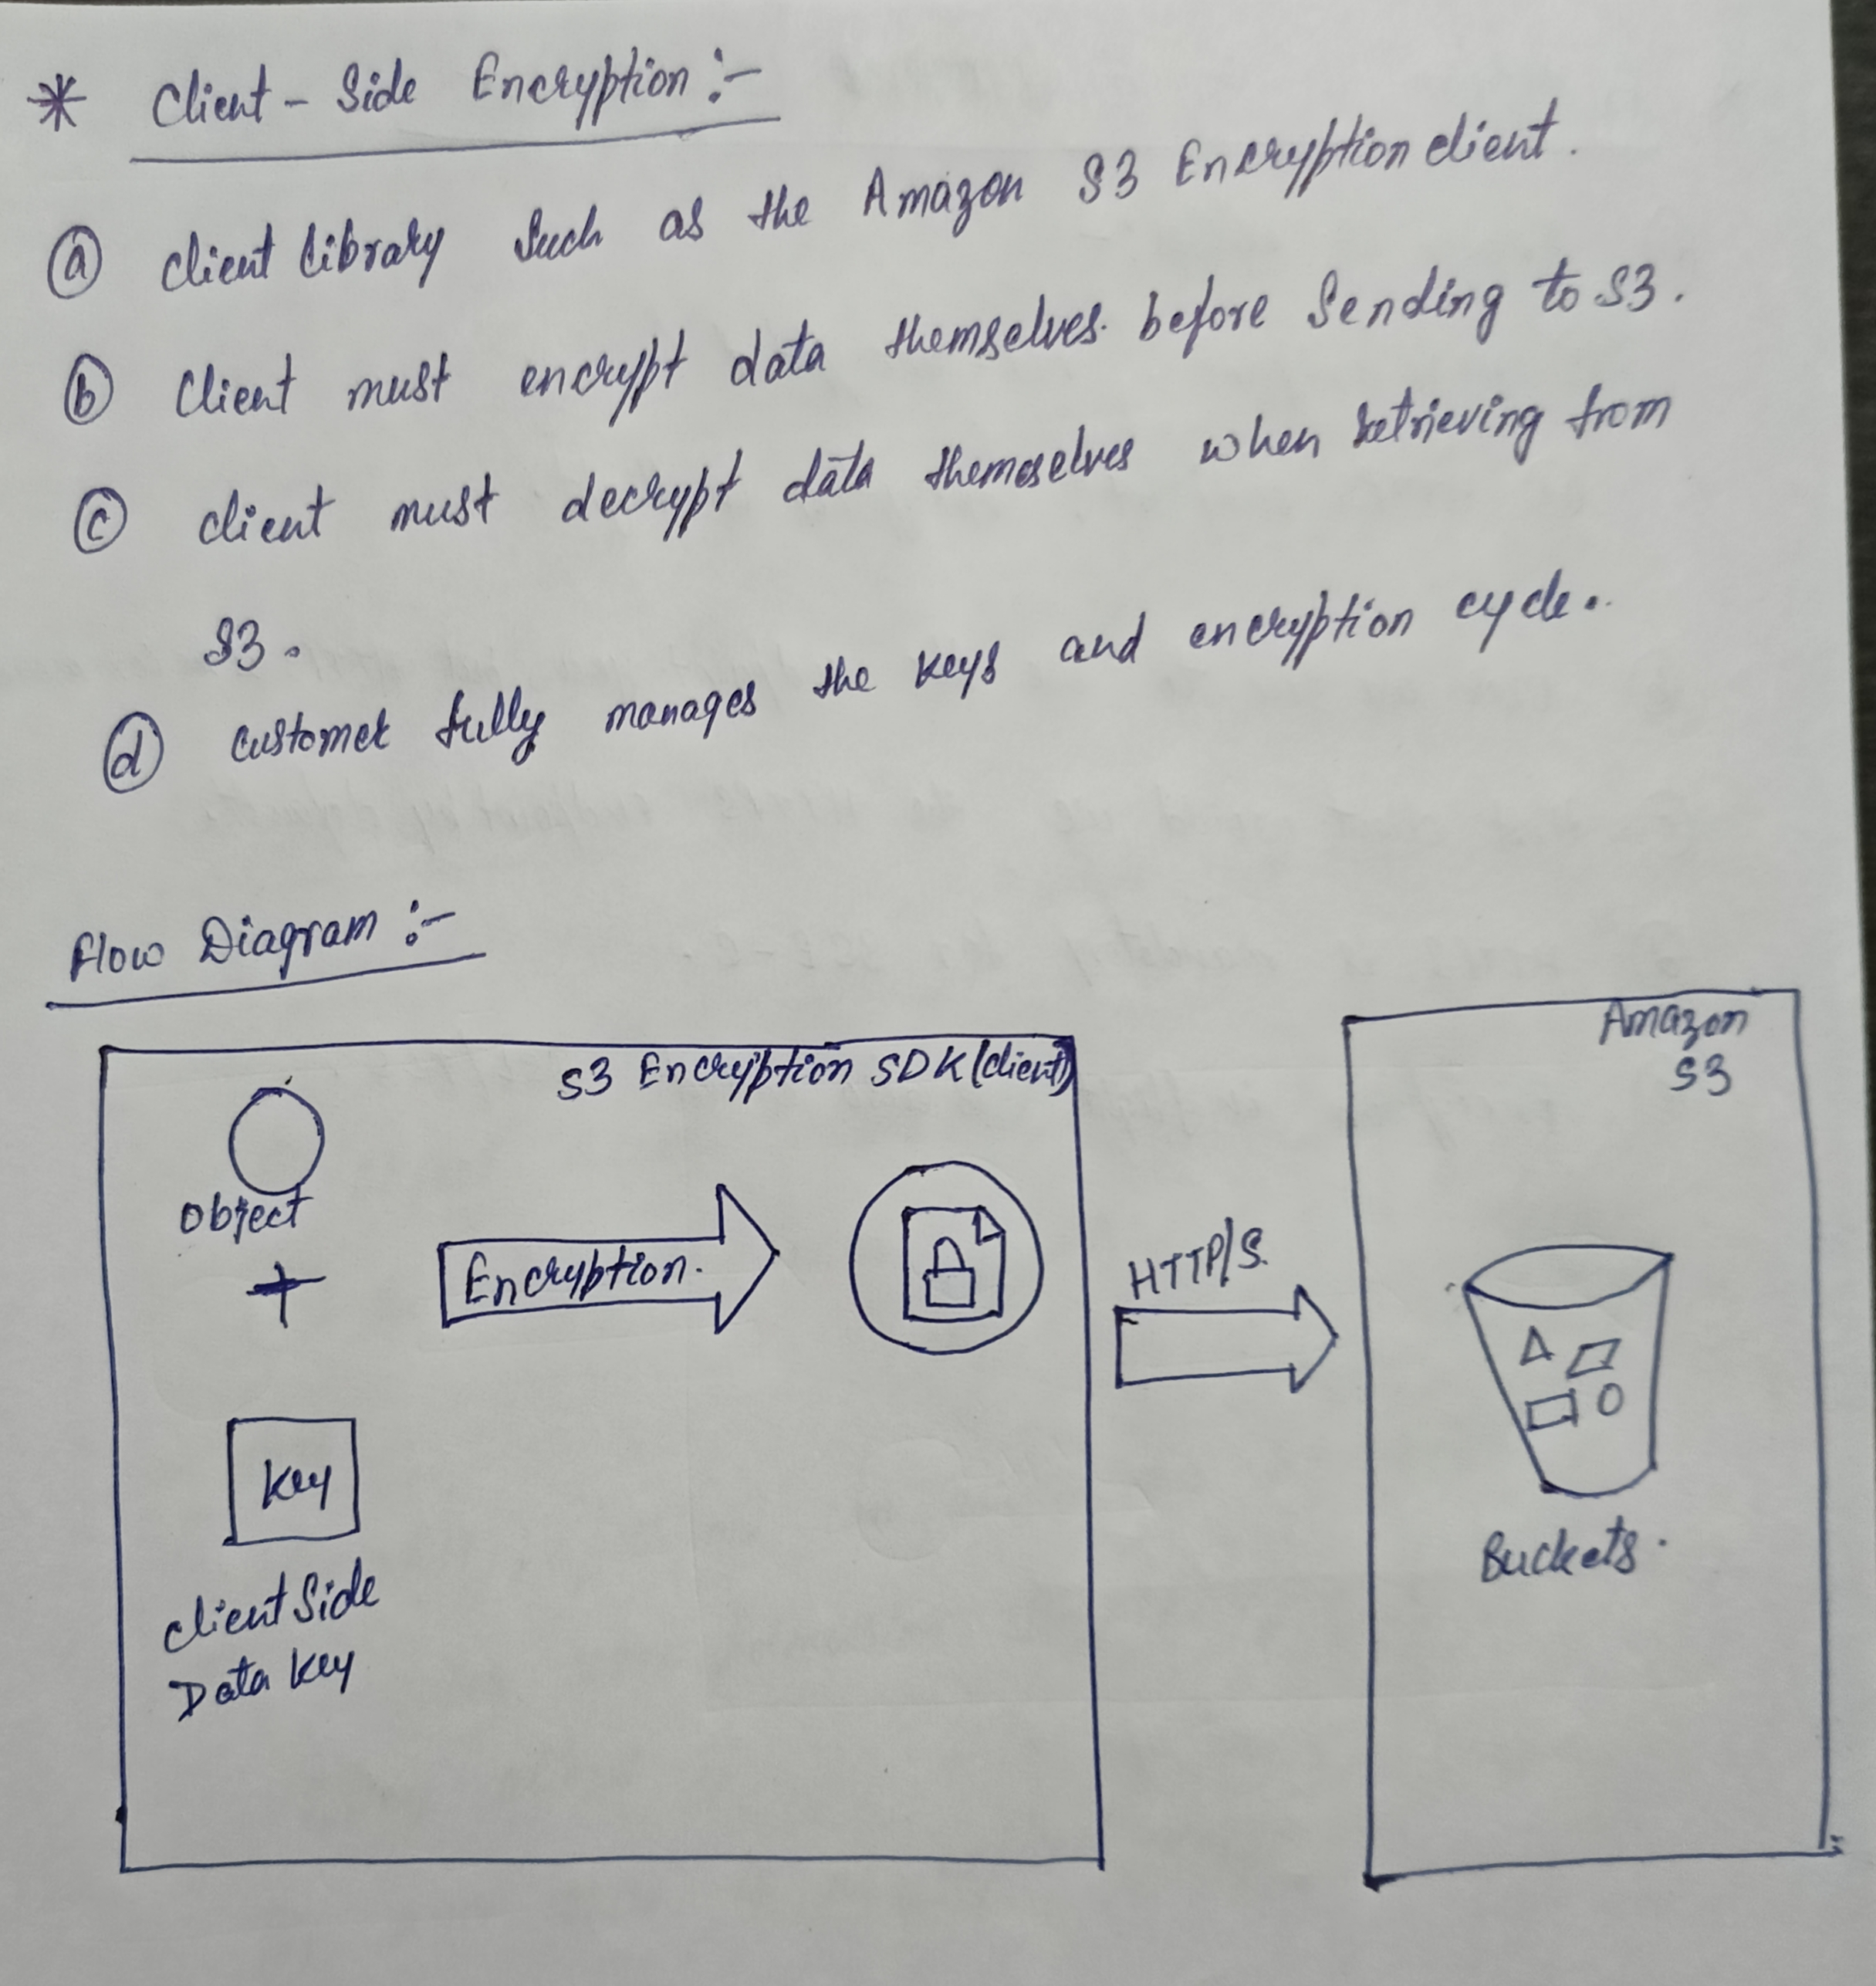 * Client - Side Encryption :-
(a) client library such as the Amazon S3 Encryption client.
(b) Client must encrypt data themselves. before Sending to S3.
(c) client must decrypt data themselves when retrieving from
S3.
(d) customer fully manages the keys and encryption cycle.
Flow Diagram :-
S3 Encryption SDK (client)
Object
+
Encryption.
Key
client Side
Data key
HTTP/S.
Amazon
S3
Buckets.